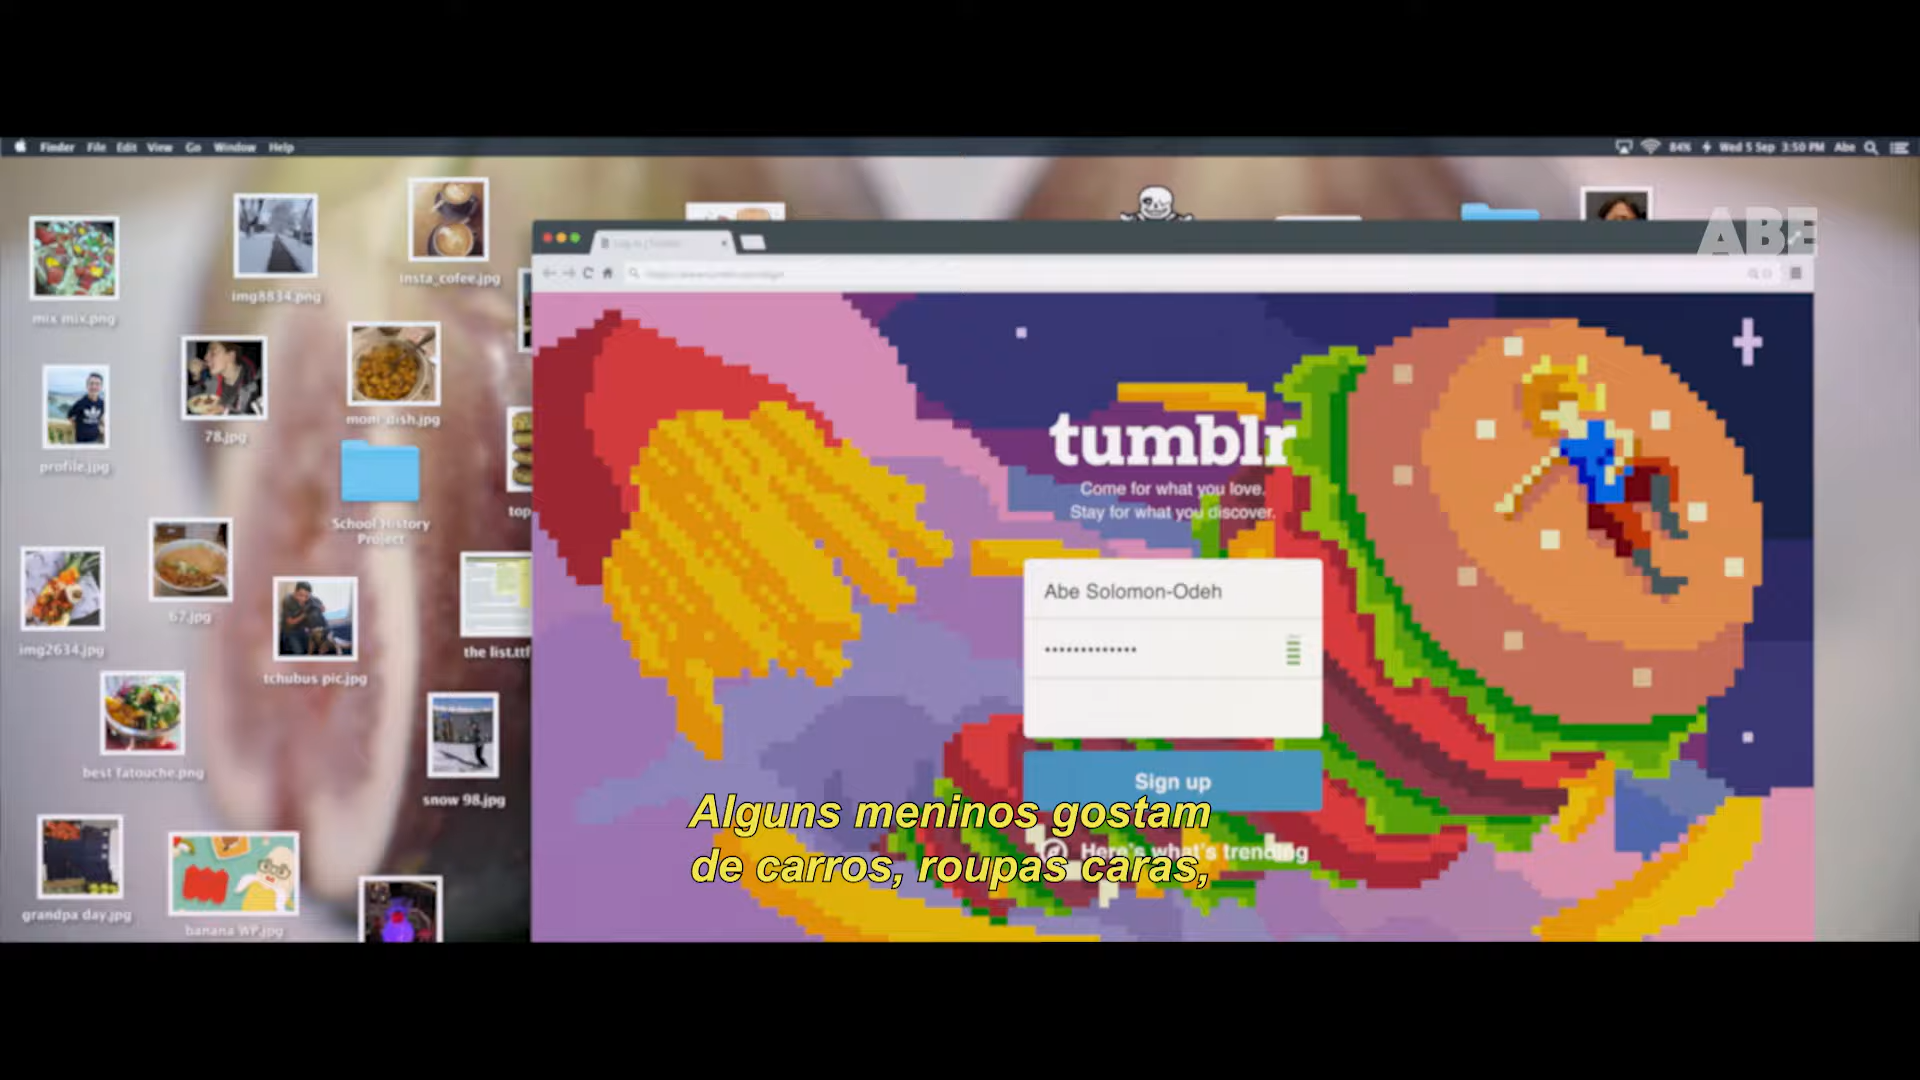 Finder File Edit View Go Window Help
84% Wed 5 Sep 3:50 PM Abe
ABE
mix mix.png
img8834.png
insta_cofee.jpg
profile.jpg
78.jpg
mom dish.jpg
School History
Project
top
img2634.jpg
67.jpg
tchubus pic.jpg
the list.ttf
best fatouche.png
snow 98.jpg
grandpa day.jpg
banana WP.jpg
tumblr
Come for what you love.
Stay for what you discover.
Abe Solomon-Odeh
Sign up
Here's what's trending
Alguns meninos gostam
de carros, roupas caras,